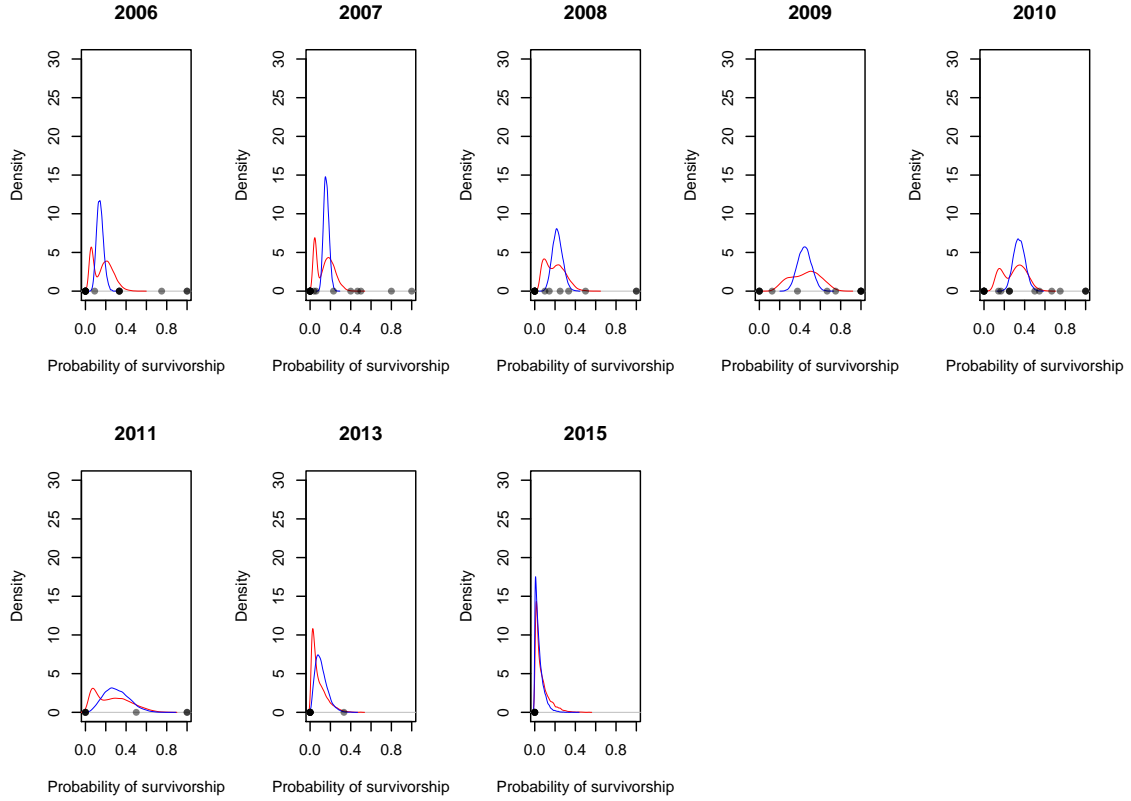 2006 2007 2008 2009 2010
30 30 30 30 30
25 25 25 25 25
20 20 20 20 20
Density Density Density Density Density
15 15 15 15 15
10 10 10 10 10
5 5 5 5 5
0 0 0 0 0
0.0 0.4 0.8 0.0 0.4 0.8 0.0 0.4 0.8 0.0 0.4 0.8 0.0 0.4 0.8
Probability of survivorship Probability of survivorship Probability of survivorship Probability of survivorship Probability of survivorship
2011 2013 2015
30 30 30
25 25 25
20 20 20
Density Density Density
15 15 15
10 10 10
5 5 5
0 0 0
0.0 0.4 0.8 0.0 0.4 0.8 0.0 0.4 0.8
Probability of survivorship Probability of survivorship Probability of survivorship